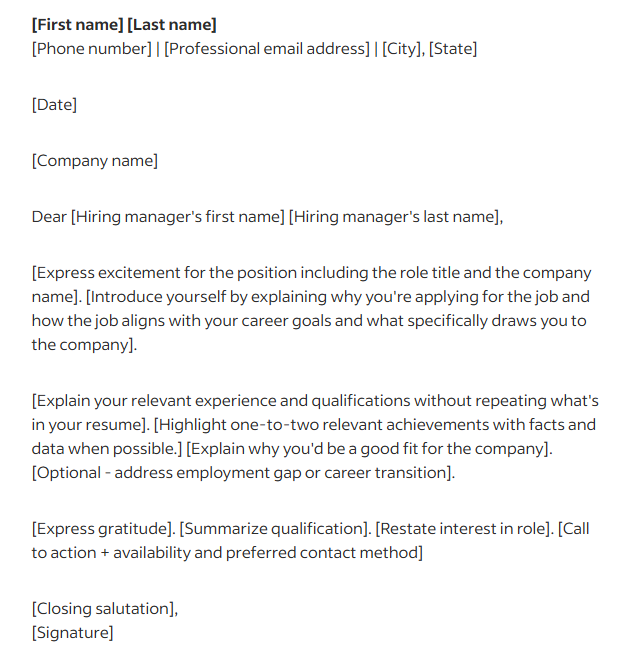 [First name] [Last name]
[Phone number] | [Professional email address] | [City], [State]
[Date]
[Company name]
Dear [Hiring manager's first name] [Hiring manager's last name],
[Express excitement for the position including the role title and the company
name]. [Introduce yourself by explaining why you're applying for the job and
how the job aligns with your career goals and what specifically draws you to
the company].
[Explain your relevant experience and qualifications without repeating what's
in your resume]. [Highlight one-to-two relevant achievements with facts and
data when possible.] [Explain why you'd be a good fit for the company].
[Optional - address employment gap or career transition].
[Express gratitude]. [Summarize qualification]. [Restate interest in role]. [Call
to action + availability and preferred contact method]
[Closing salutation],
[Signature]